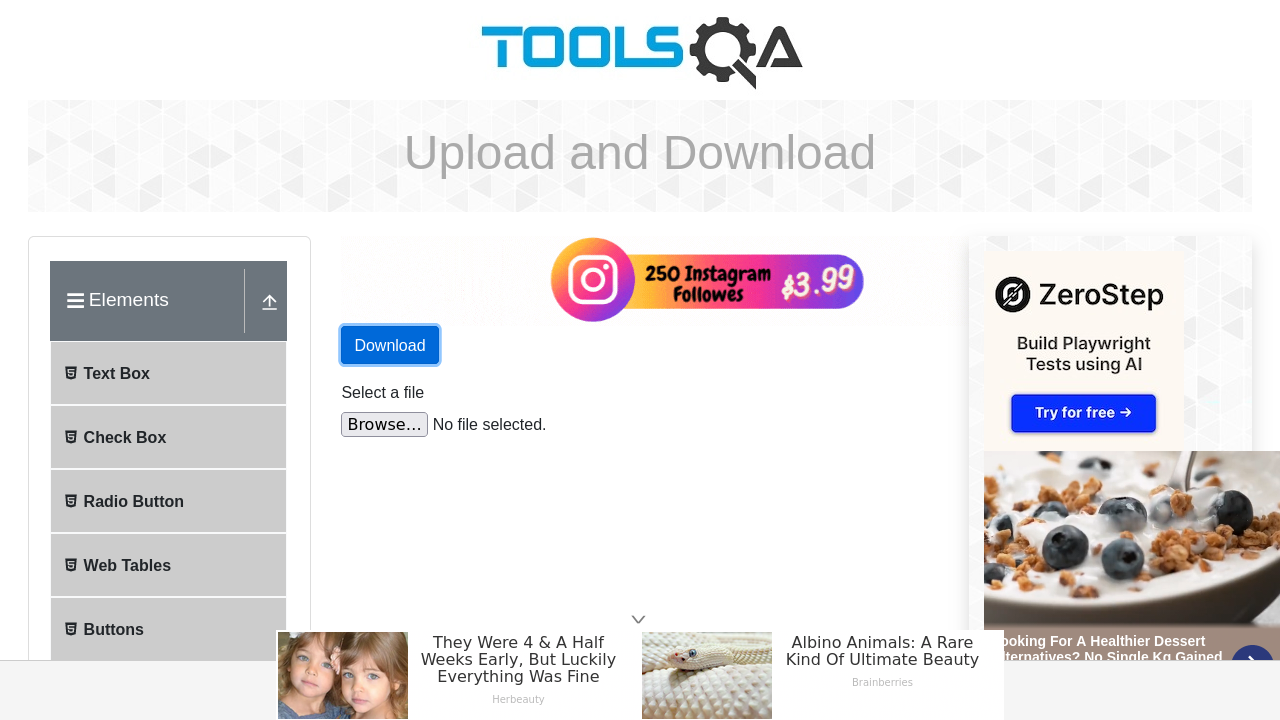 TOOLSQA
Upload and Download
Elements
Text Box
Check Box
Radio Button
Web Tables
Buttons
250 Instagram
Followes
$3.99
Download
Select a file
Browse...
No file selected.
ZeroStep
Build Playwright
Tests using AI
Try for free →
ooking For A Healthier Dessert
lternatives? No Single Kg Gained
They Were 4 & A Half
Weeks Early, But Luckily
Everything Was Fine
Herbeauty
Albino Animals: A Rare
Kind Of Ultimate Beauty
Brainberries